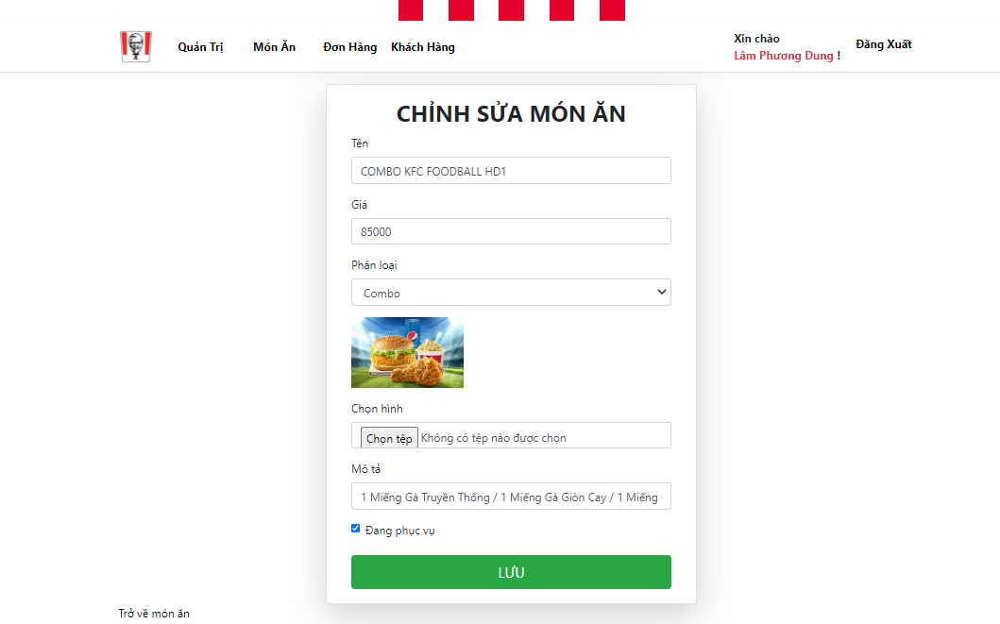 Quản Trị Món Ăn Đơn Hàng Khách Hàng
Xin chào
Lâm Phương Dung !
Đăng Xuất
CHỈNH SỬA MÓN ĂN
Tên
COMBO KFC FOODBALL HD1
Giá
85000
Phân loại
Combo
Chọn hình
Chọn tệp Không có tệp nào được chọn
Mô tả
1 Miếng Gà Truyền Thống / 1 Miếng Gà Giòn Cay / 1 Miếng
Đang phục vụ
LƯU
Trở về món ăn